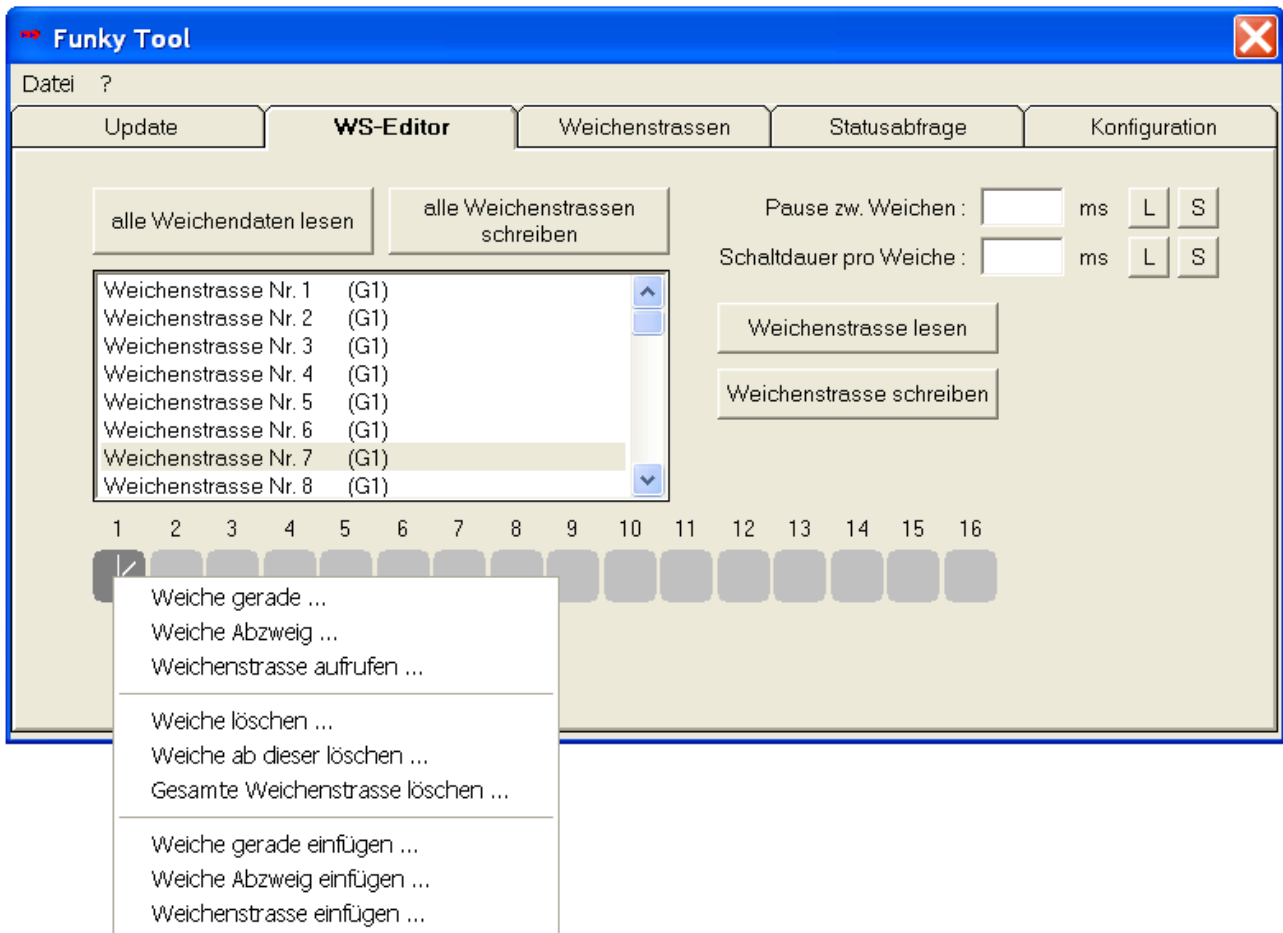 Funky Tool
Datei ?
Update WS-Editor Weichenstrassen Statusabfrage Konfiguration
alle Weichendaten lesen
alle Weichenstrassen
schreiben
Pause zw. Weichen : ms L S
Schaltdauer pro Weiche : ms L S
Weichenstrasse Nr. 1 (G1)
Weichenstrasse Nr. 2 (G1)
Weichenstrasse Nr. 3 (G1)
Weichenstrasse Nr. 4 (G1)
Weichenstrasse Nr. 5 (G1)
Weichenstrasse Nr. 6 (G1)
Weichenstrasse Nr. 7 (G1)
Weichenstrasse Nr. 8 (G1)
Weichenstrasse lesen
Weichenstrasse schreiben
1 2 3 4 5 6 7 8 9 10 11 12 13 14 15 16
Weiche gerade ...
Weiche Abzweig ...
Weichenstrasse aufrufen ...
Weiche löschen ...
Weiche ab dieser löschen ...
Gesamte Weichenstrasse löschen ...
Weiche gerade einfügen ...
Weiche Abzweig einfügen ...
Weichenstrasse einfügen ...